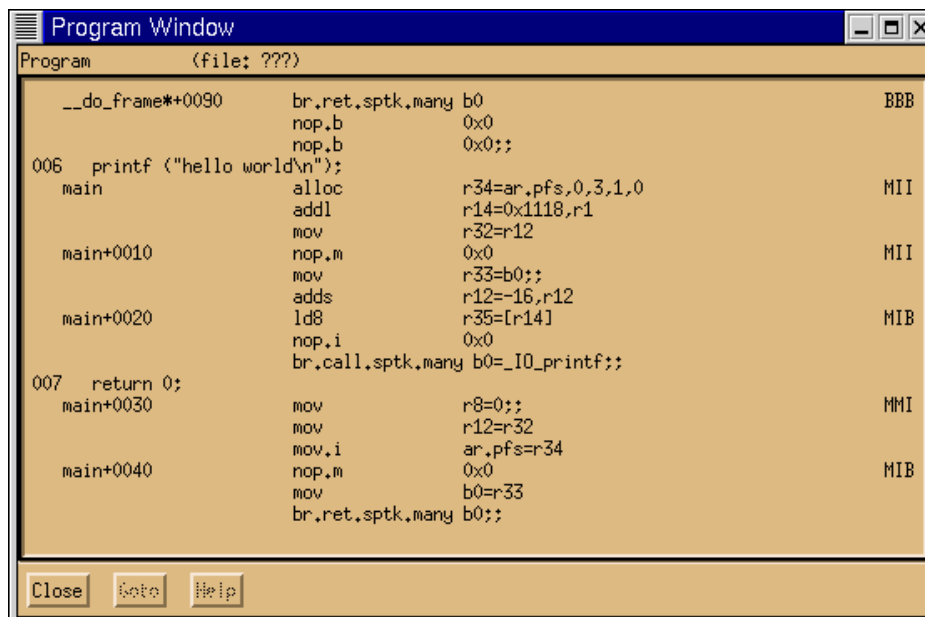 Program Window
Program (file: ???)
__do_frame*+0090 br.ret.sptk.many b0 BBB
nop.b 0x0
nop.b 0x0;;
006 printf ("hello world\n");
main alloc r34=ar.pfs,0,3,1,0 MII
addl r14=0x1118,r1
mov r32=r12
main+0010 nop.m 0x0 MII
mov r33=b0;;
adds r12=-16,r12
main+0020 ld8 r35=[r14] MIB
nop.i 0x0
br.call.sptk.many b0=_IO_printf;;
007 return 0;
main+0030 mov r8=0;; MMI
mov r12=r32
mov.i ar.pfs=r34
main+0040 nop.m 0x0 MIB
mov b0=r33
br.ret.sptk.many b0;;
Close Goto Help